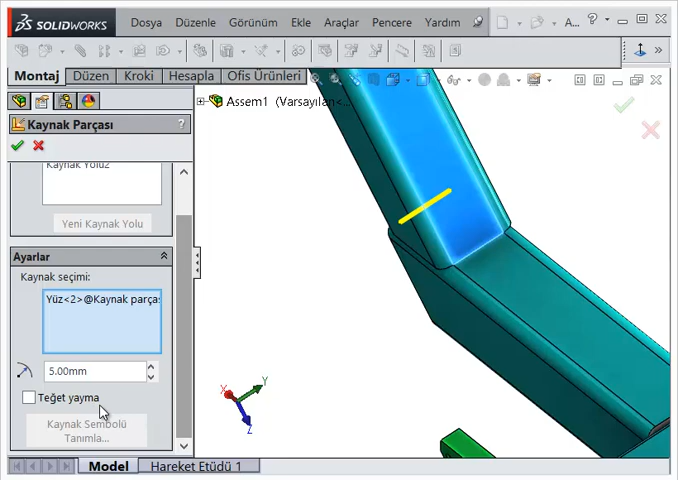 SOLIDWORKS Dosya Düzenle Görünüm Ekle Araçlar Pencere Yardım A... ?
Montaj Düzen Kroki Hesapla Ofis Ürünleri
Assem1 (Varsayılan<...
Kaynak Parçası ?
Kaynak Yolu2
Yeni Kaynak Yolu
Ayarlar
Kaynak seçimi:
Yüz<2>@Kaynak parças
5.00mm
Teğet yayma
Kaynak Sembolü
Tanımla...
X
Y
Z
Model Hareket Etüdü 1